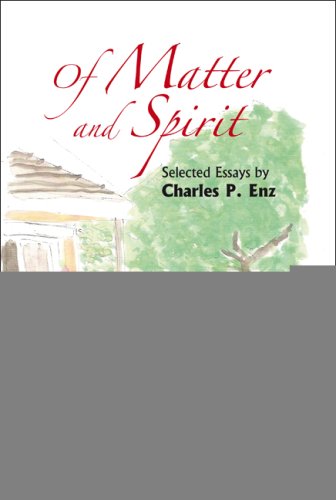 Of Matter
and Spirit
Selected Essays by
Charles P. Enz